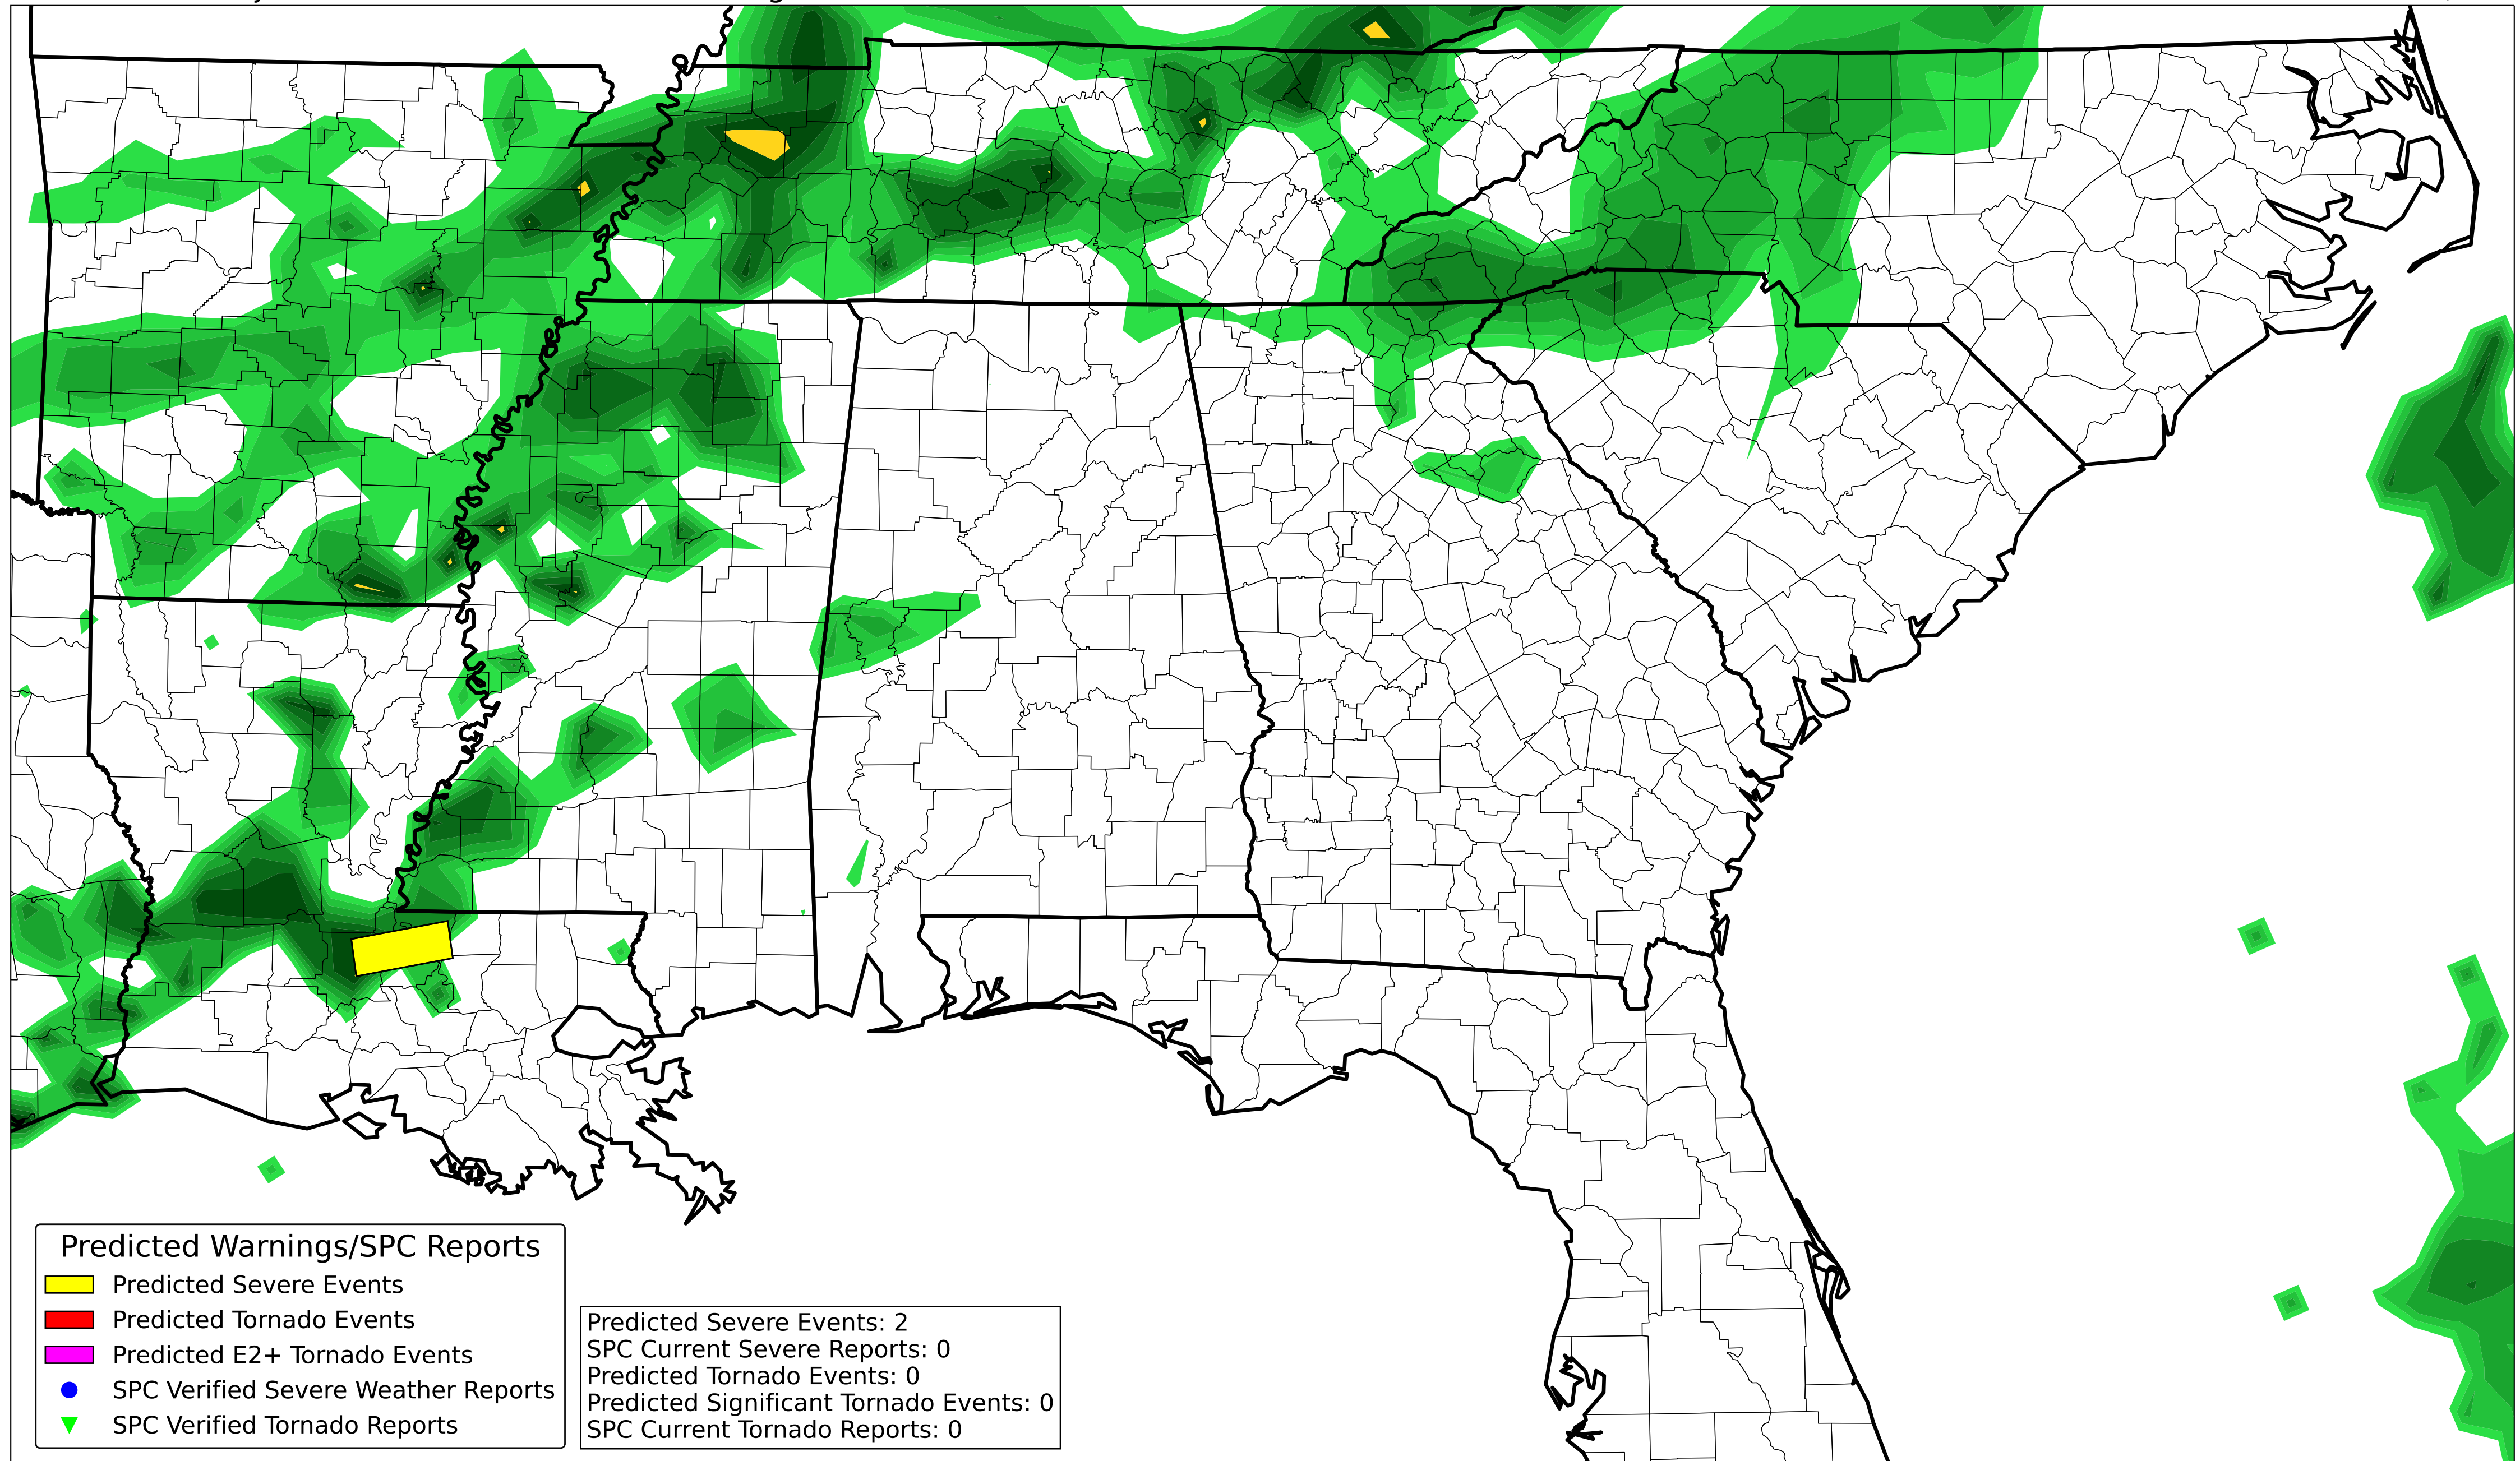 Predicted Warnings/SPC Reports
Predicted Severe Events
Predicted Tornado Events
Predicted E2+ Tornado Events
SPC Verified Severe Weather Reports
SPC Verified Tornado Reports
Predicted Severe Events: 2
SPC Current Severe Reports: 0
Predicted Tornado Events: 0
Predicted Significant Tornado Events: 0
SPC Current Tornado Reports: 0